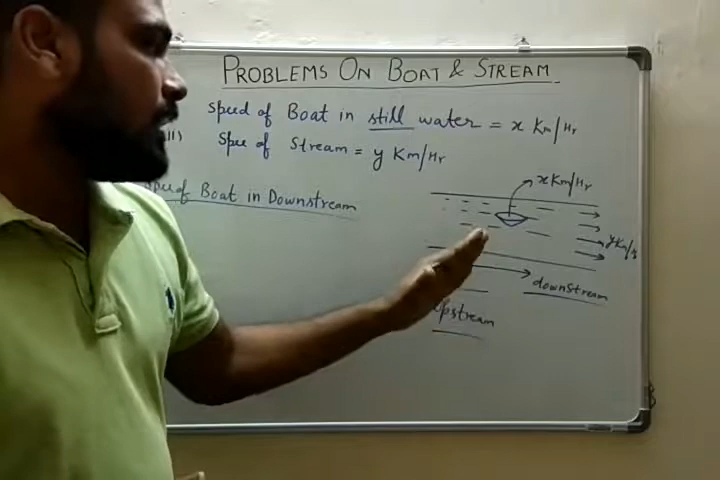 PROBLEMS ON BOAT & STREAM
Speed of Boat in still water = x Km/Hr
II) Spee of Stream = y Km/Hr
of Boat in Downstream
x Km/Hr
y Km/
downstream
upstream